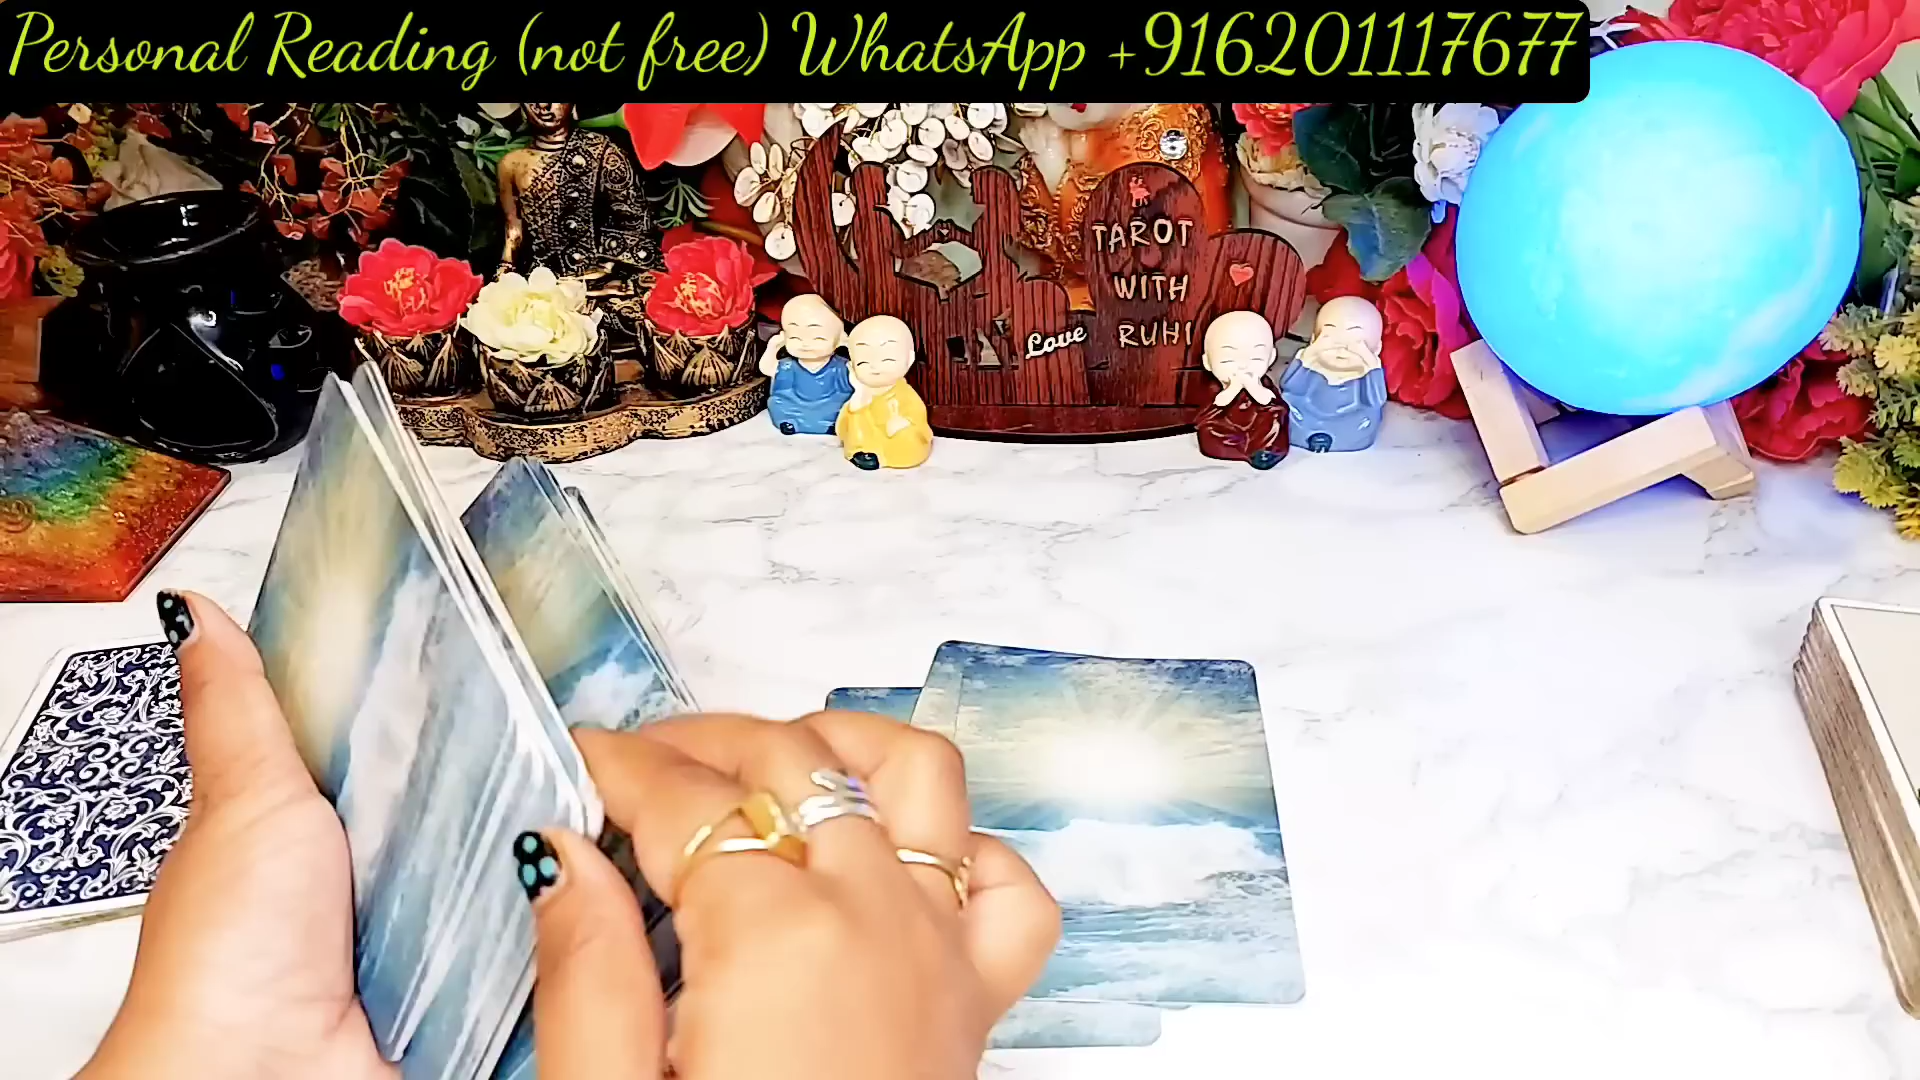 Personal Reading (not free) WhatsApp +916201117677
TAROT
WITH
RUHI
Love